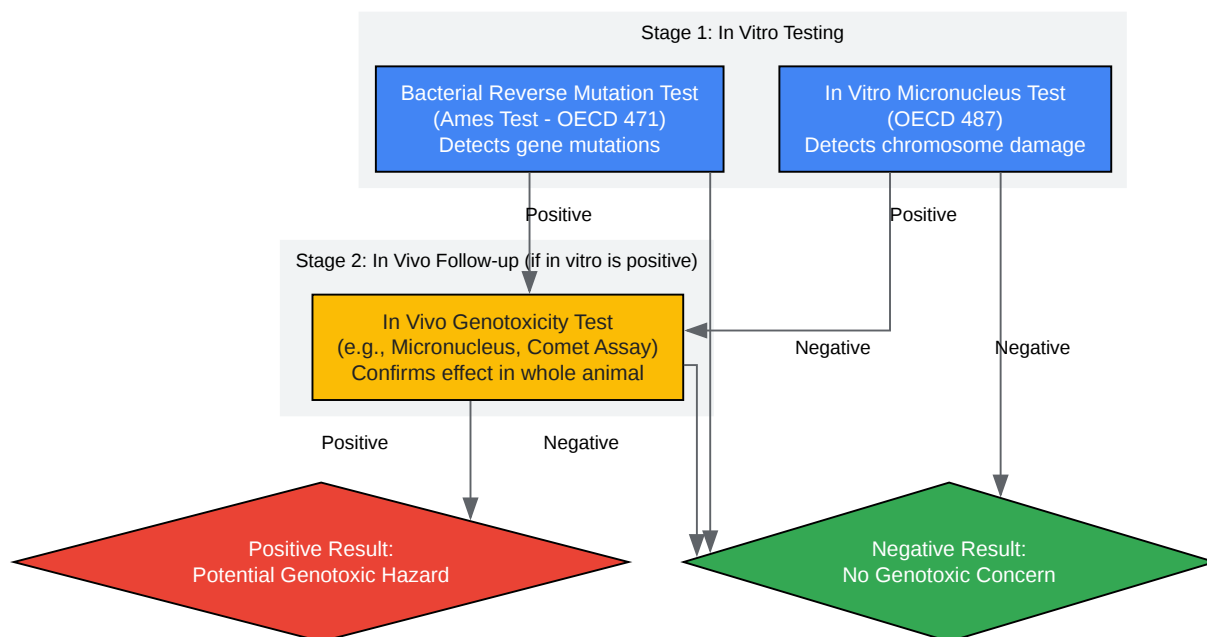 Stage 1: In Vitro Testing
Bacterial Reverse Mutation Test
(Ames Test - OECD 471)
Detects gene mutations
In Vitro Micronucleus Test
(OECD 487)
Detects chromosome damage
Positive
Positive
Stage 2: In Vivo Follow-up (if in vitro is positive)
In Vivo Genotoxicity Test
(e.g., Micronucleus, Comet Assay)
Confirms effect in whole animal
Negative
Negative
Positive
Negative
Positive Result:
Potential Genotoxic Hazard
Negative Result:
No Genotoxic Concern